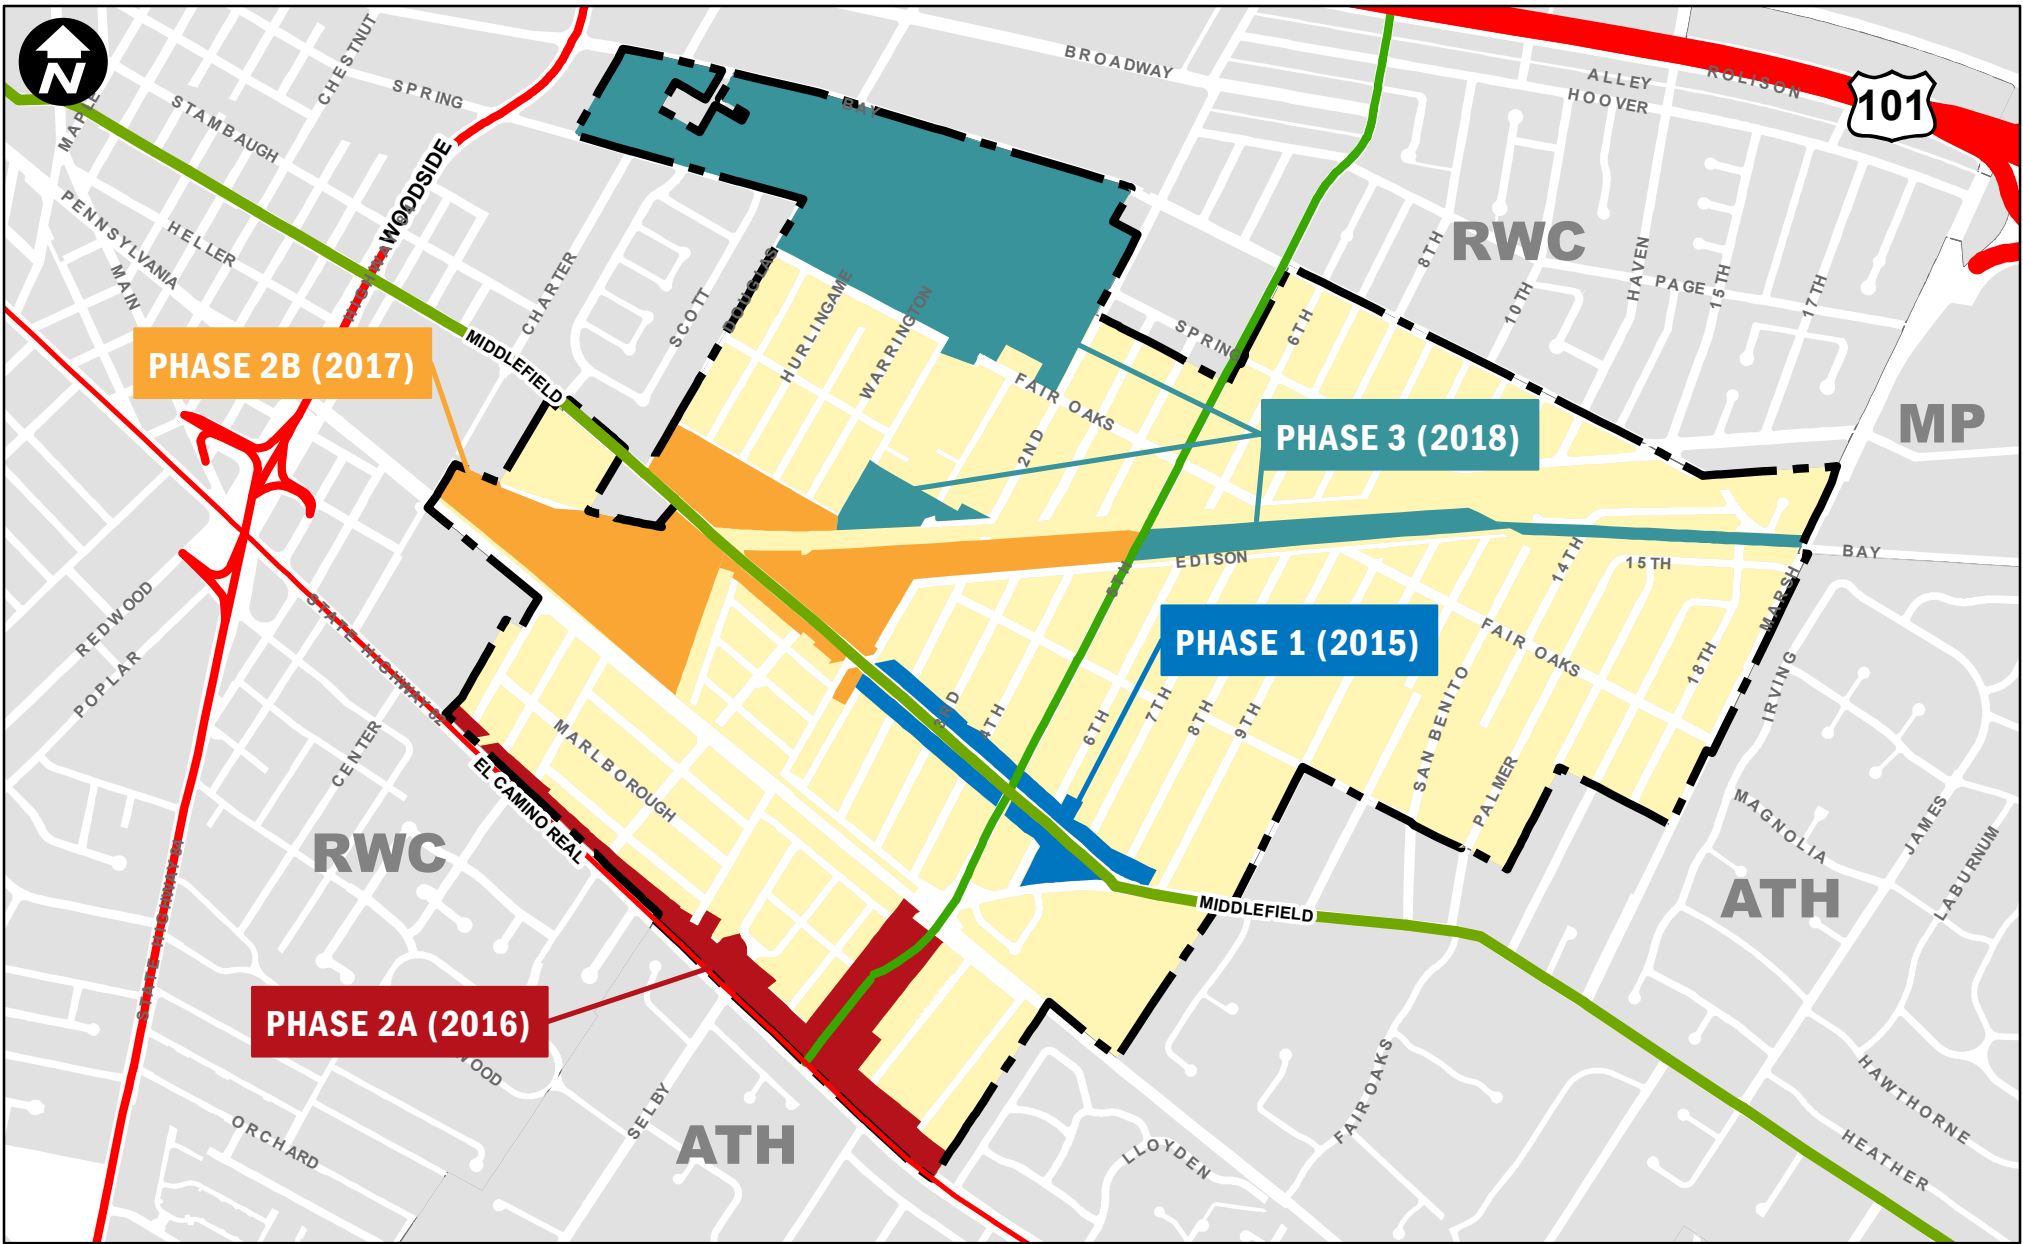 N
MAPLE
CHESTNUT
STAMBAUGH
SPRING
BROADWAY
ALLEY
ROLISON
HOOVER
101
BAY
WOODSIDE
PENNSYLVANIA
HELLER
MAIN
CHARTER
SCOTT
DOUGLAS
HURLINGAME
WARRINGTON
8TH
RWC
HAVEN
PAGE
15TH
17TH
10TH
6TH
SPRING
PHASE 2B (2017)
MIDDLEFIELD
FAIR OAKS
2ND
PHASE 3 (2018)
MP
EDISON
5TH
14TH
15TH
BAY
MARSH
REDWOOD
POPLAR
STATE HIGHWAY 82
PHASE 1 (2015)
FAIR OAKS
18TH
IRVING
SAN BENITO
PALMER
3RD
4TH
6TH
7TH
8TH
9TH
MARLBOROUGH
CENTER
EL CAMINO REAL
RWC
STATE HIGHWAY 84
MAGNOLIA
JAMES
LABURNUM
ATH
MIDDLEFIELD
PHASE 2A (2016)
SELBY
ORCHARD
ATH
LLOYDEN
FAIR OAKS
HAWTHORNE
HEATHER